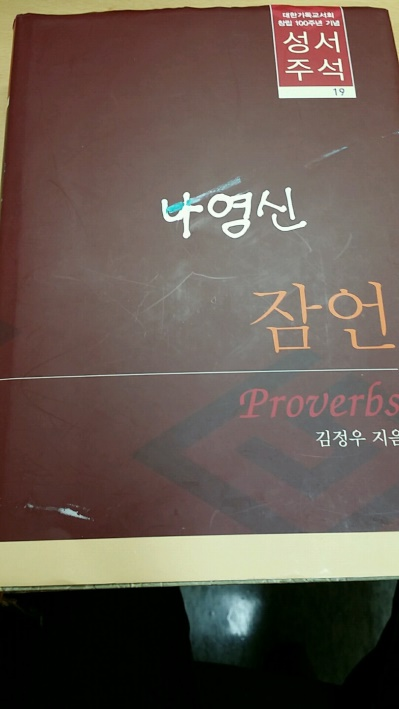 대한기독교서회
창립 100주년 기념
성서
주석
19
나영신
잠언
Proverbs
김정우 지음